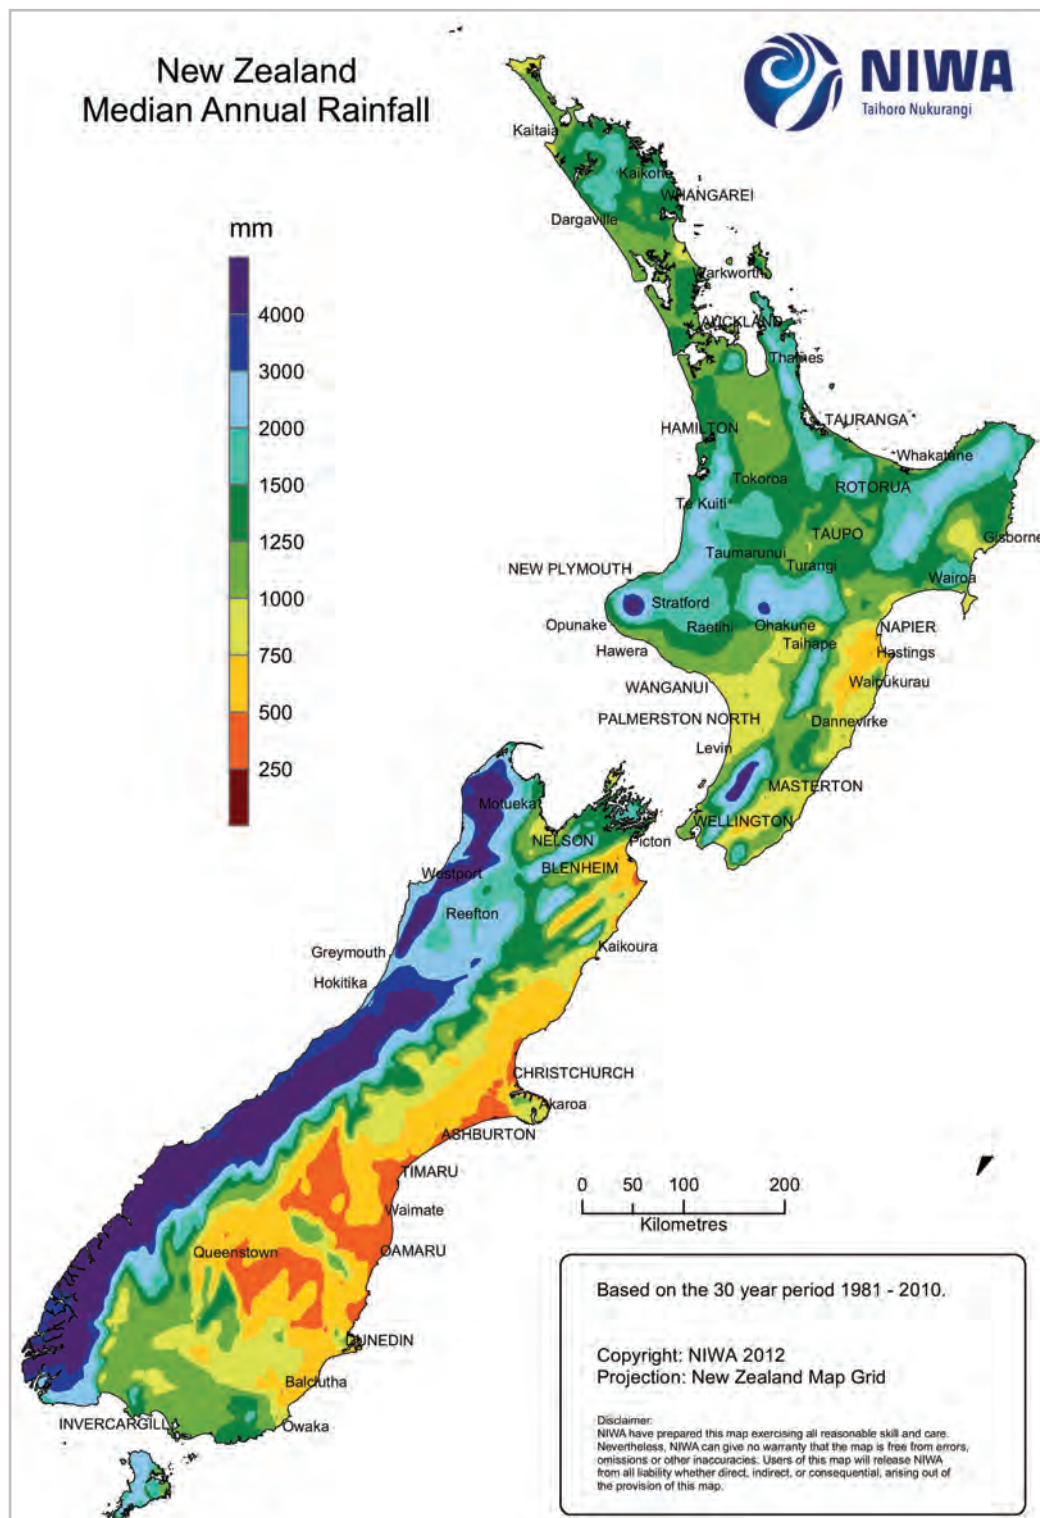 New Zealand
Median Annual Rainfall
NIWA
Taihoro Nukurangi
mm
4000
3000
2000
1500
1250
1000
750
500
250
Kaitaia
Kaikohe
WHANGAREI
Dargaville
Warkworth
AUCKLAND
Thames
HAMILTON
TAURANGA
Whakatane
Tokoroa
ROTORUA
Te Kuiti
TAUPO
Gisborne
Taumarunui
Turangi
NEW PLYMOUTH
Wairoa
Stratford
Opunake
Raetihi
Ohakune
NAPIER
Taihape
Hawera
Hastings
WANGANUI
Waipukurau
PALMERSTON NORTH
Dannevirke
Levin
MASTERTON
WELLINGTON
Motueka
NELSON
Picton
BLENHEIM
Westport
Reefton
Kaikoura
Greymouth
Hokitika
CHRISTCHURCH
Akaroa
ASHBURTON
TIMARU
Waimate
Queenstown
OAMARU
DUNEDIN
Balclutha
INVERCARGILL
Owaka
0 50 100 200
Kilometres
Based on the 30 year period 1981 - 2010.
Copyright: NIWA 2012
Projection: New Zealand Map Grid
Disclaimer:
NIWA have prepared this map exercising all reasonable skill and care.
Nevertheless, NIWA can give no warranty that the map is free from errors,
omissions or other inaccuracies. Users of this map will release NIWA
from all liability whether direct, indirect, or consequential, arising out of
the provision of this map.